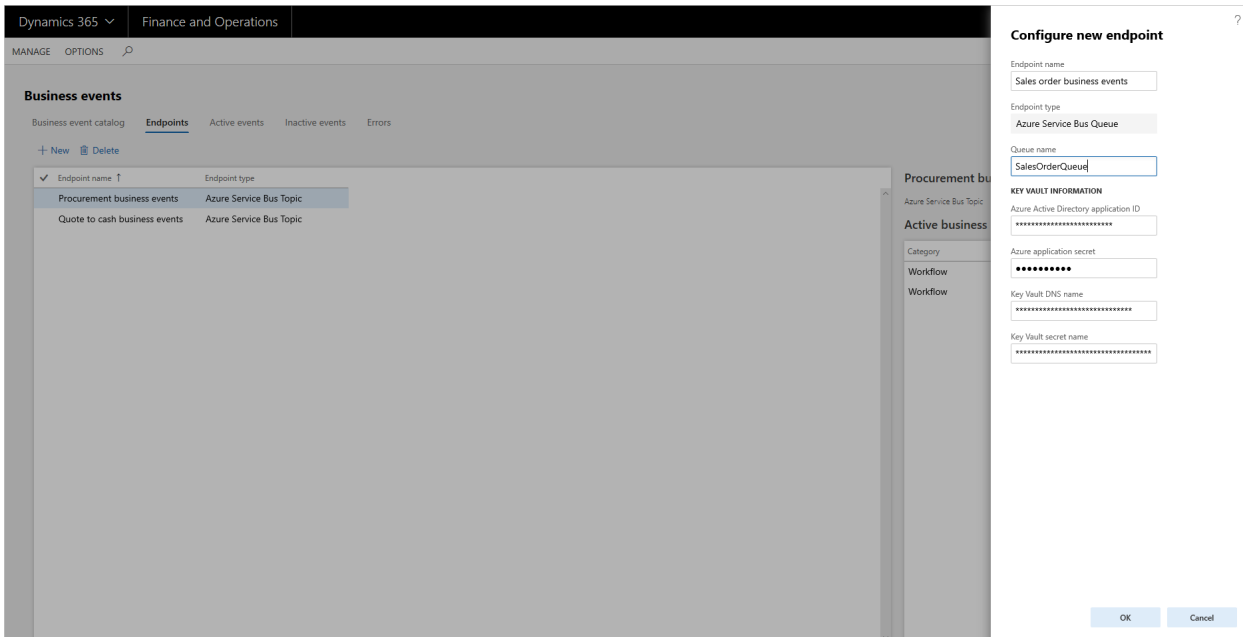 Dynamics 365 Finance and Operations
?
MANAGE OPTIONS
Business events
Business event catalog Endpoints Active events Inactive events Errors
+ New Delete
Endpoint name ↑ Endpoint type
Procurement business events Azure Service Bus Topic
Quote to cash business events Azure Service Bus Topic
Procurement bu
Azure Service Bus Topic
Active business
Category
Workflow
Workflow
Configure new endpoint
Endpoint name
Sales order business events
Endpoint type
Azure Service Bus Queue
Queue name
SalesOrderQueue
KEY VAULT INFORMATION
Azure Active Directory application ID
*************************
Azure application secret
●●●●●●●●●●
Key Vault DNS name
******************************
Key Vault secret name
***********************************
OK Cancel